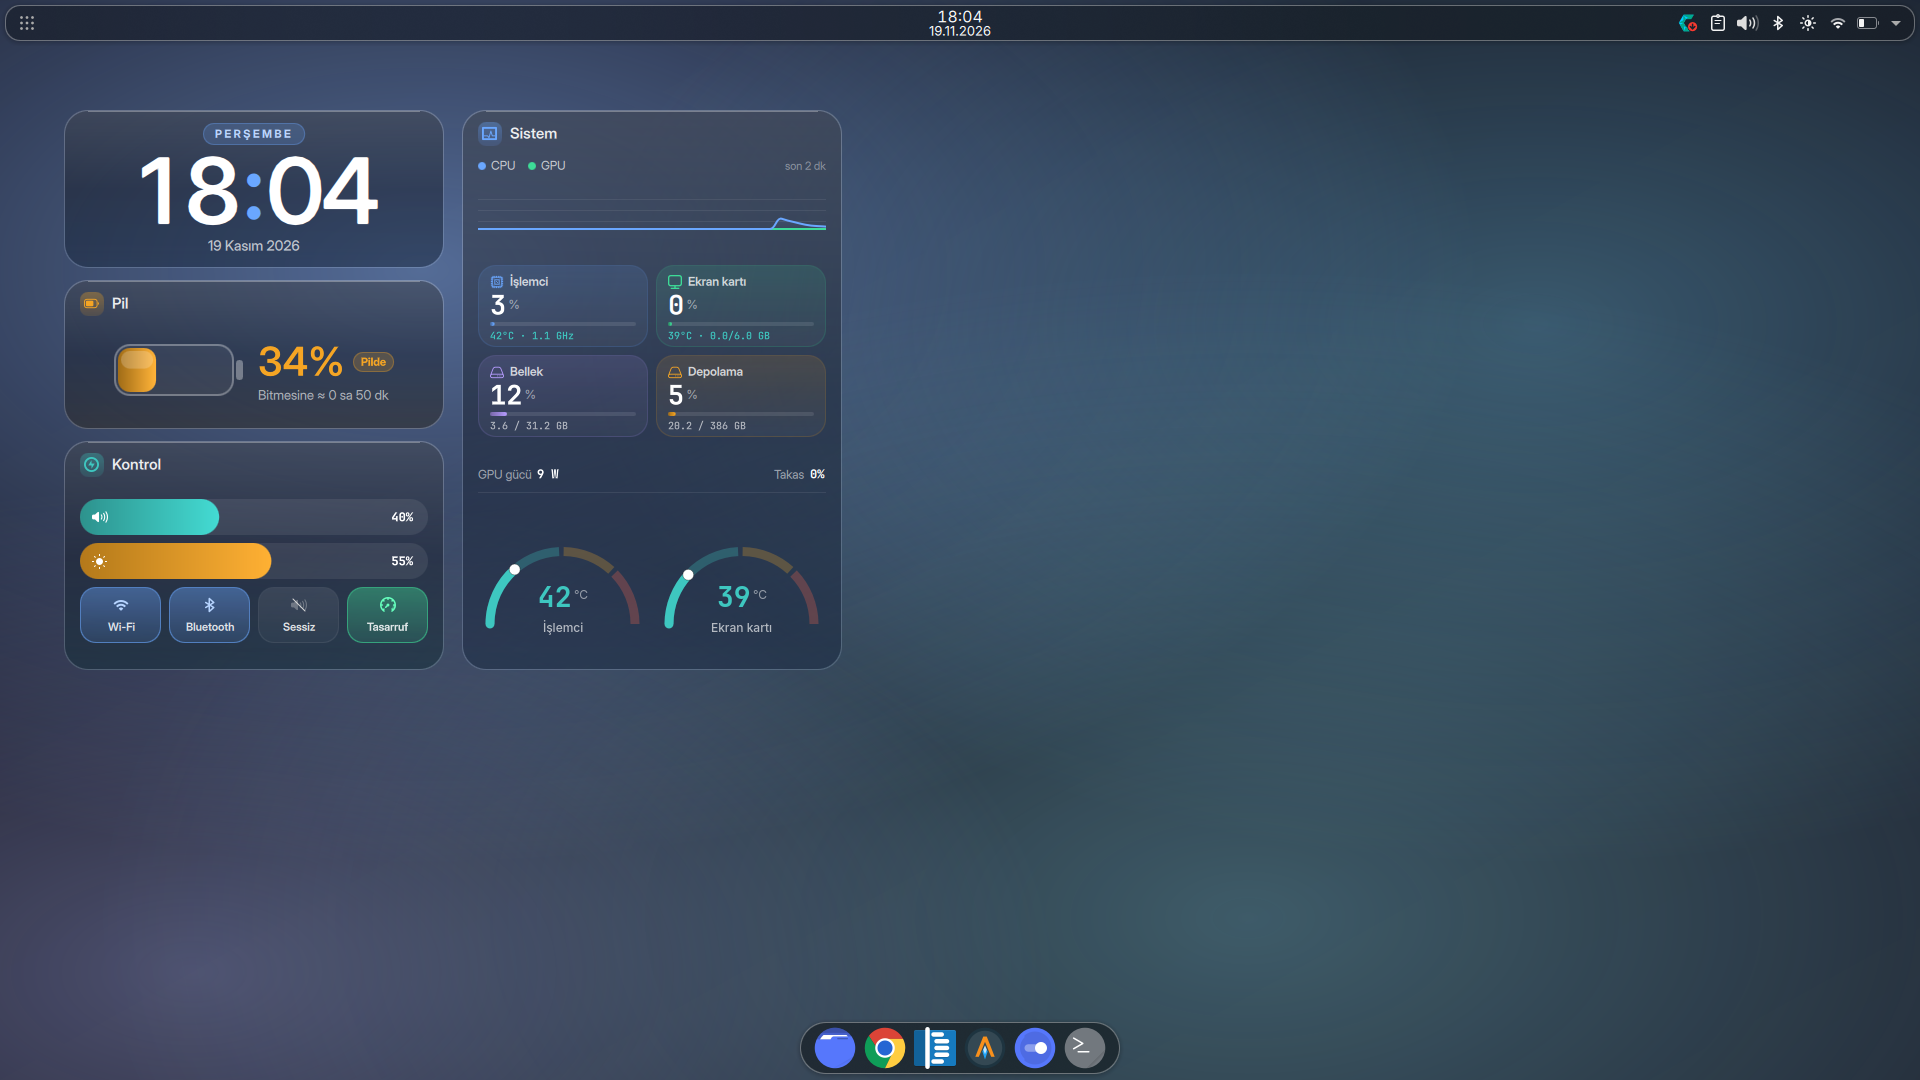 18:04
19.11.2026
PERŞEMBE
18:04
19 Kasım 2026
Pil
34% Pilde
Bitmesine ≈ 0 sa 50 dk
Kontrol
40%
55%
Wi-Fi Bluetooth Sessiz Tasarruf
Sistem
CPU GPU son 2 dk
İşlemci
3 %
42°C · 1.1 GHz
Ekran kartı
0 %
39°C · 0.0/6.0 GB
Bellek
12 %
3.6 / 31.2 GB
Depolama
5 %
20.2 / 386 GB
GPU gücü 9 W Takas 0%
42 °C
İşlemci
39 °C
Ekran kartı